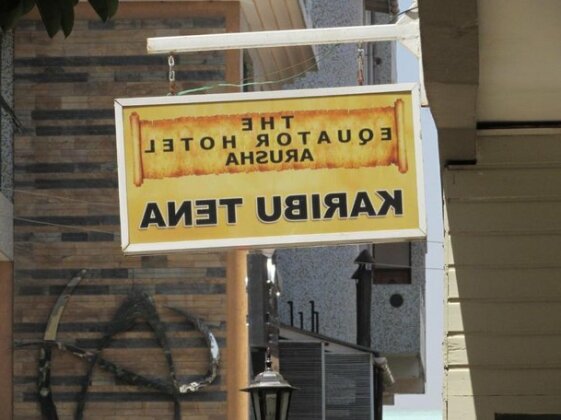 THE
EQUATOR HOTEL
ARUSHA
KARIBU TENA